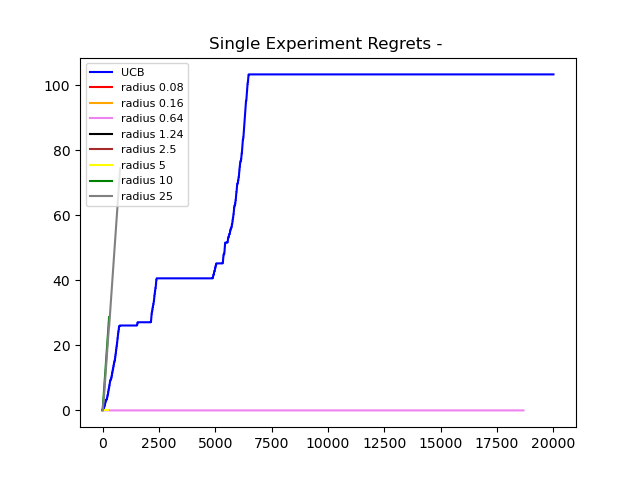 Single Experiment Regrets -
UCB
radius 0.08
radius 0.16
radius 0.64
radius 1.24
radius 2.5
radius 5
radius 10
radius 25
100
80
60
40
20
0
0 2500 5000 7500 10000 12500 15000 17500 20000